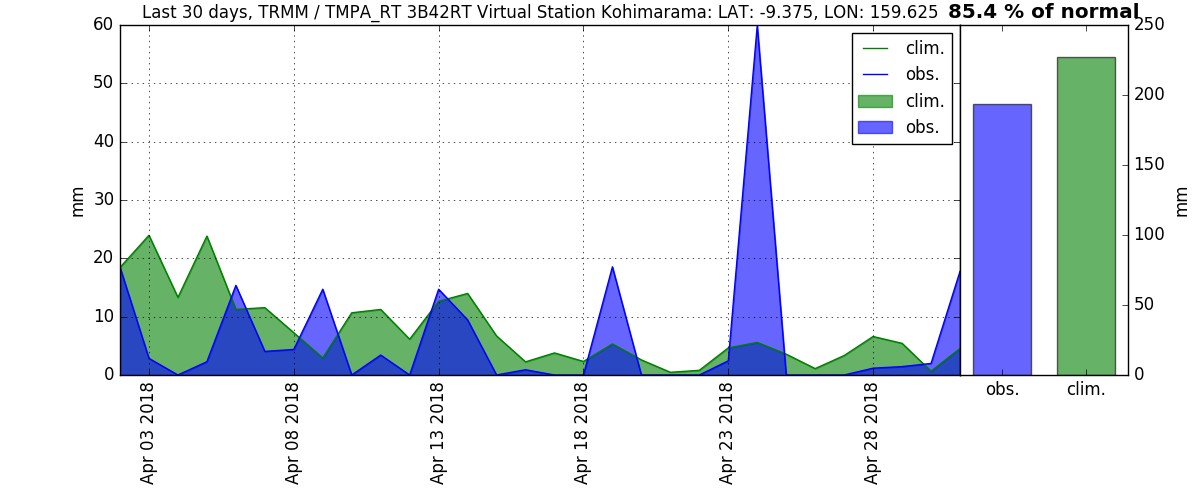 Last 30 days, TRMM / TMPA_RT 3B42RT Virtual Station Kohimarama: LAT: -9.375, LON: 159.625
85.4 % of normal
60
50
40
30
20
10
0
mm
clim.
obs.
clim.
obs.
Apr 03 2018
Apr 08 2018
Apr 13 2018
Apr 18 2018
Apr 23 2018
Apr 28 2018
250
200
150
100
50
0
mm
obs.
clim.